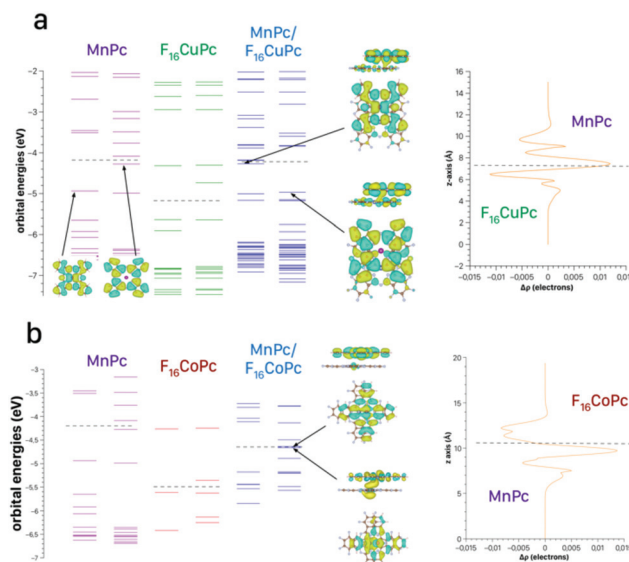 a
MnPc
F16CuPc
MnPc/
F16CuPc
orbital energies (eV)
-2
-3
-4
-5
-6
-7
z-axis (Å)
16
14
12
10
8
6
4
2
0
-2
MnPc
F16CuPc
-0,015 -0,01 -0,005 0 0,005 0,01 0,015
Δρ (electrons)
b
MnPc
F16CoPc
MnPc/
F16CoPc
orbital energies (eV)
-3
-3.5
-4
-4.5
-5
-5.5
-6
-6.5
-7
z axis (Å)
20
15
10
5
0
F16CoPc
MnPc
-0,015 -0,01 -0,005 0 0,005 0,01 0,015
Δρ (electrons)